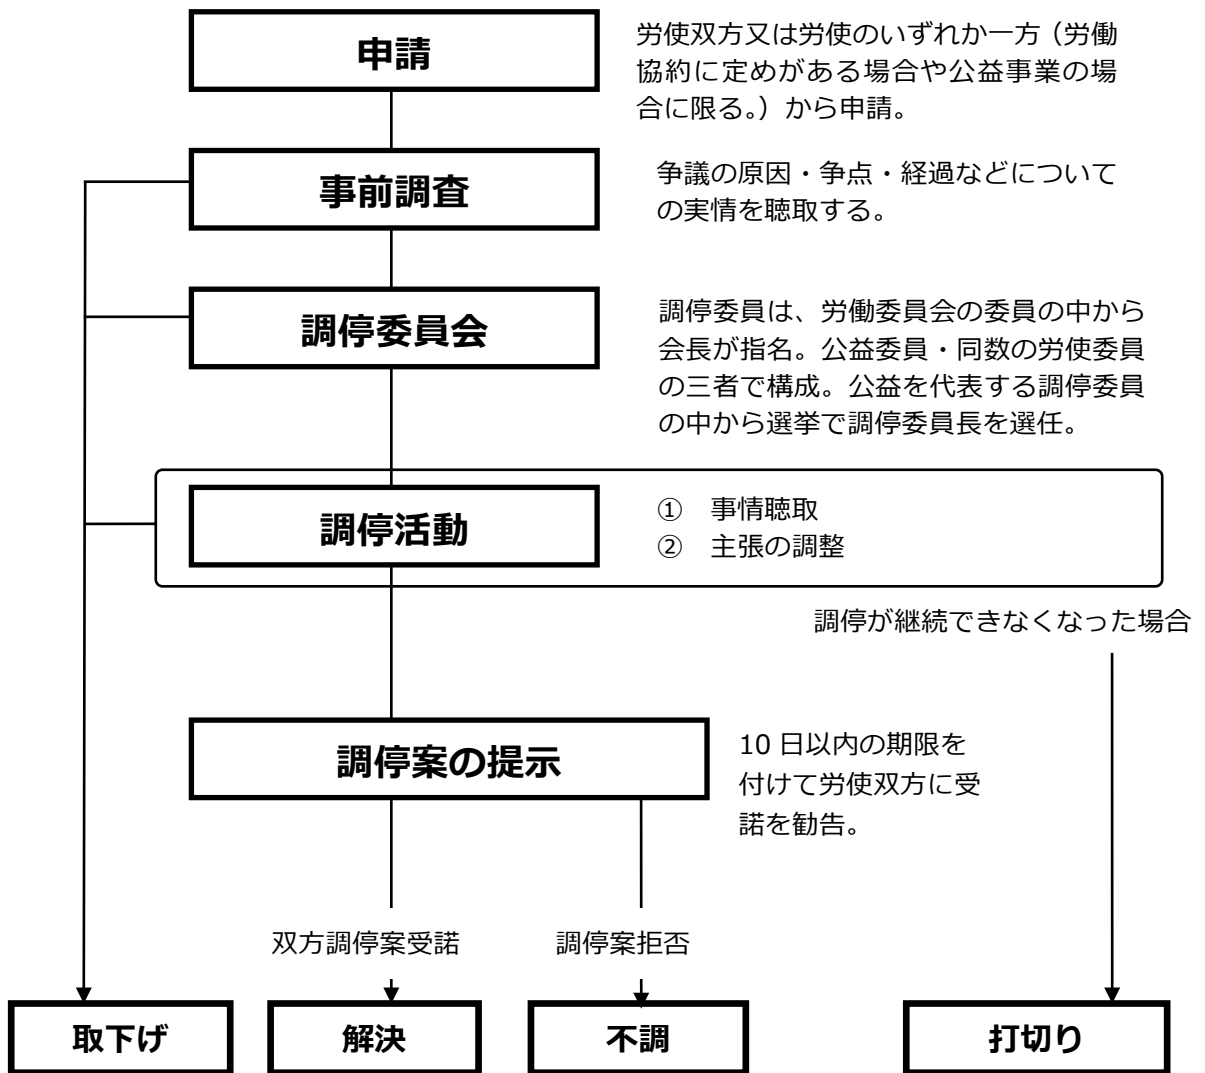 申請
労使双方又は労使のいずれか一方（労働
協約に定めがある場合や公益事業の場
合に限る。）から申請。
事前調査
争議の原因・争点・経過などについて
の実情を聴取する。
調停委員会
調停委員は、労働委員会の委員の中から
会長が指名。公益委員・同数の労使委員
の三者で構成。公益を代表する調停委員
の中から選挙で調停委員長を選任。
調停活動
① 事情聴取
② 主張の調整
調停が継続できなくなった場合
調停案の提示
10 日以内の期限を
付けて労使双方に受
諾を勧告。
双方調停案受諾
調停案拒否
取下げ
解決
不調
打切り